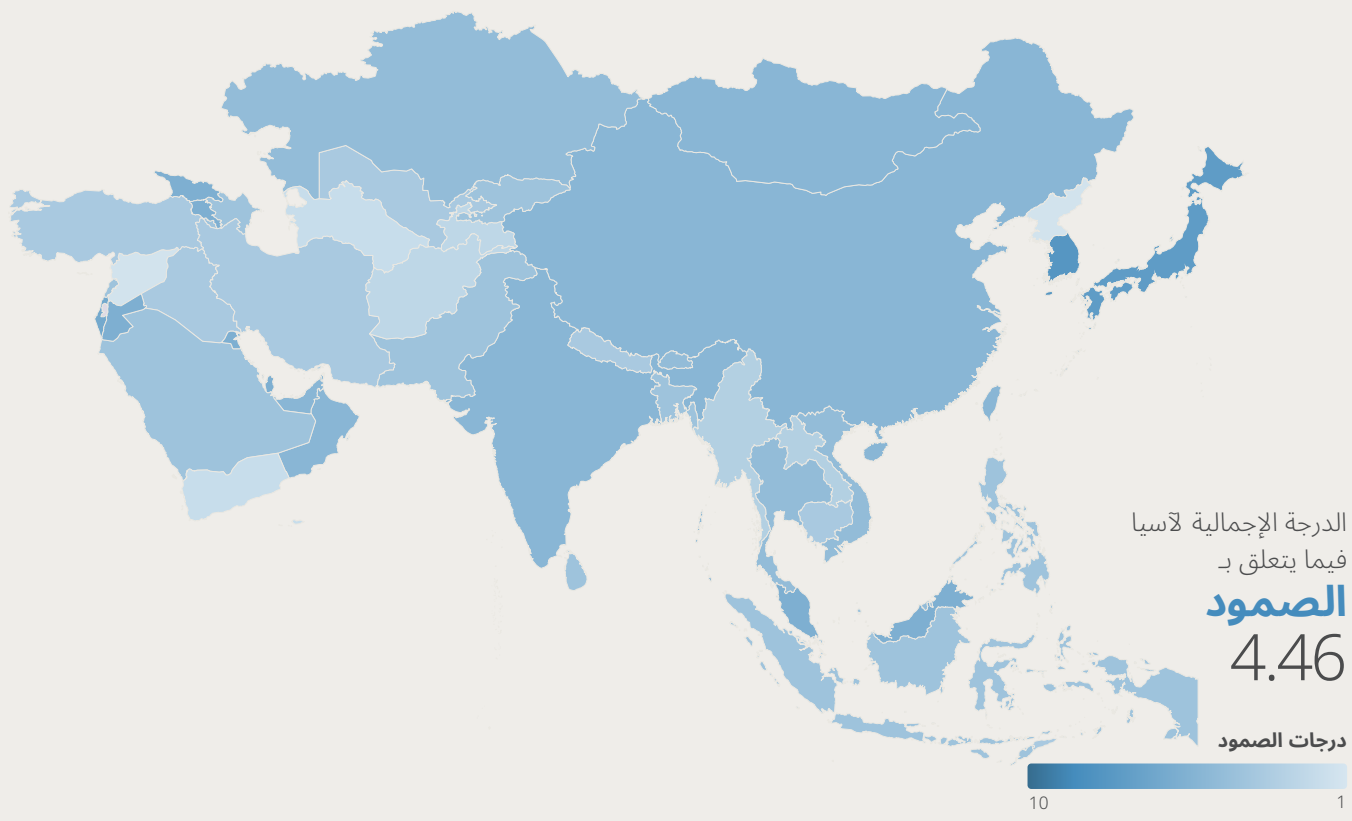 الدرجة الإجمالية لآسيا
فيما يتعلق بـ
الصمود
4.46
درجات الصمود
10
1